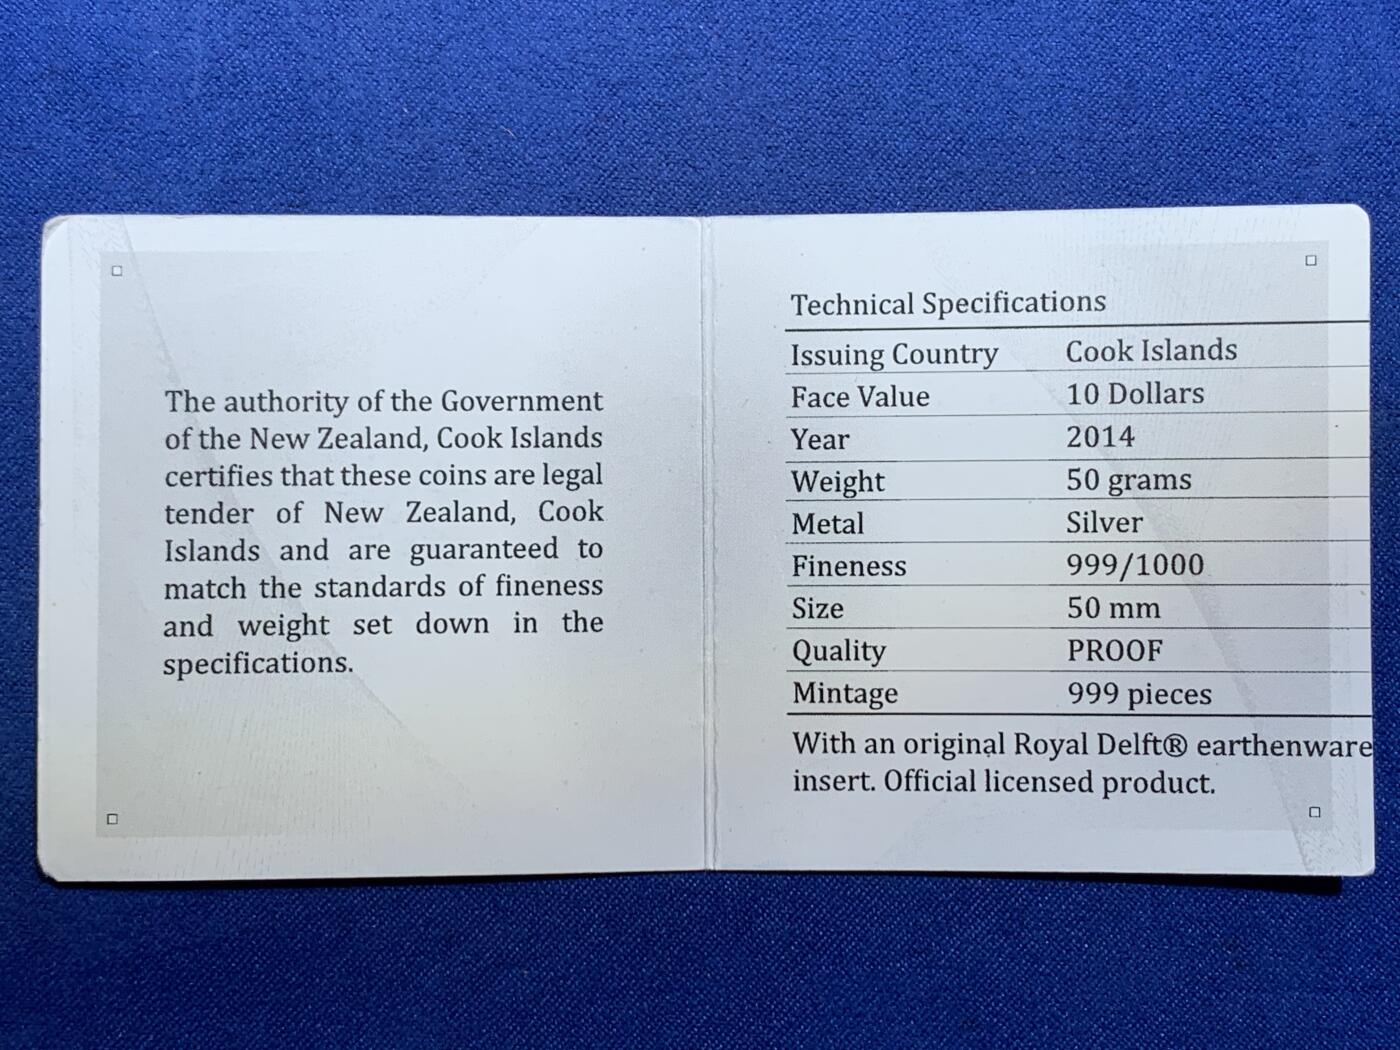 The authority of the Government
of the New Zealand, Cook Islands
certifies that these coins are legal
tender of New Zealand, Cook
Islands and are guaranteed to
match the standards of fineness
and weight set down in the
specifications.
Technical Specifications
Issuing Country Cook Islands
Face Value 10 Dollars
Year 2014
Weight 50 grams
Metal Silver
Fineness 999/1000
Size 50 mm
Quality PROOF
Mintage 999 pieces
With an original Royal Delft® earthenware
insert. Official licensed product.